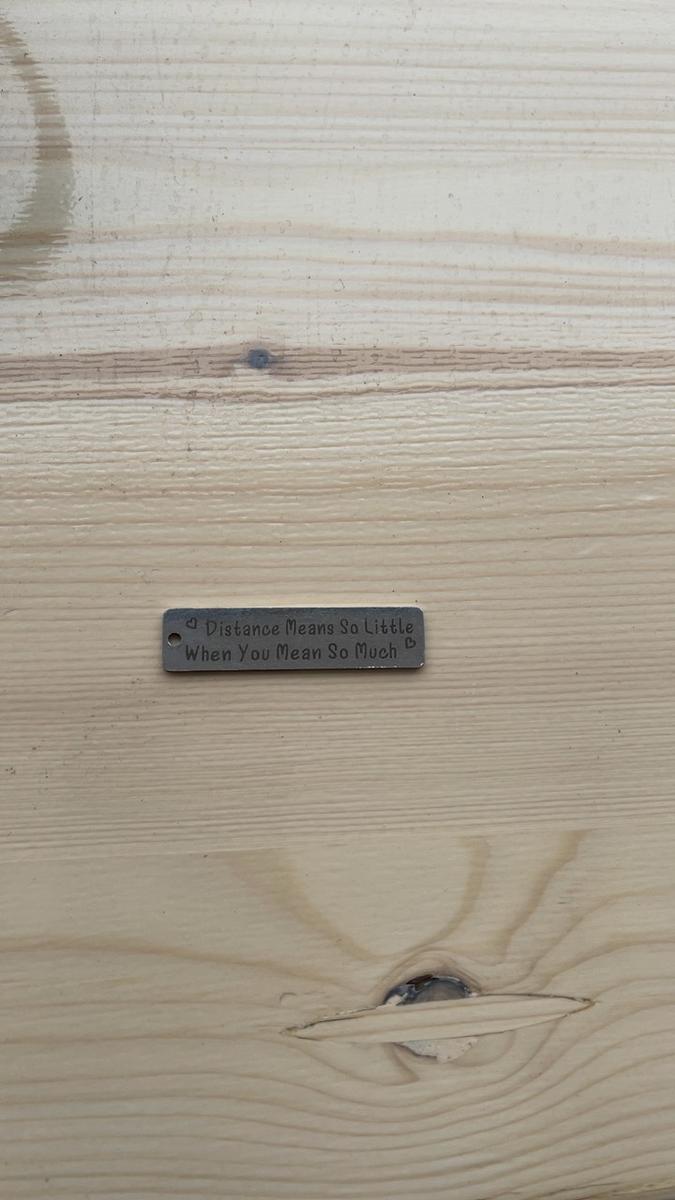 Distance Means So Little
When You Mean So Much